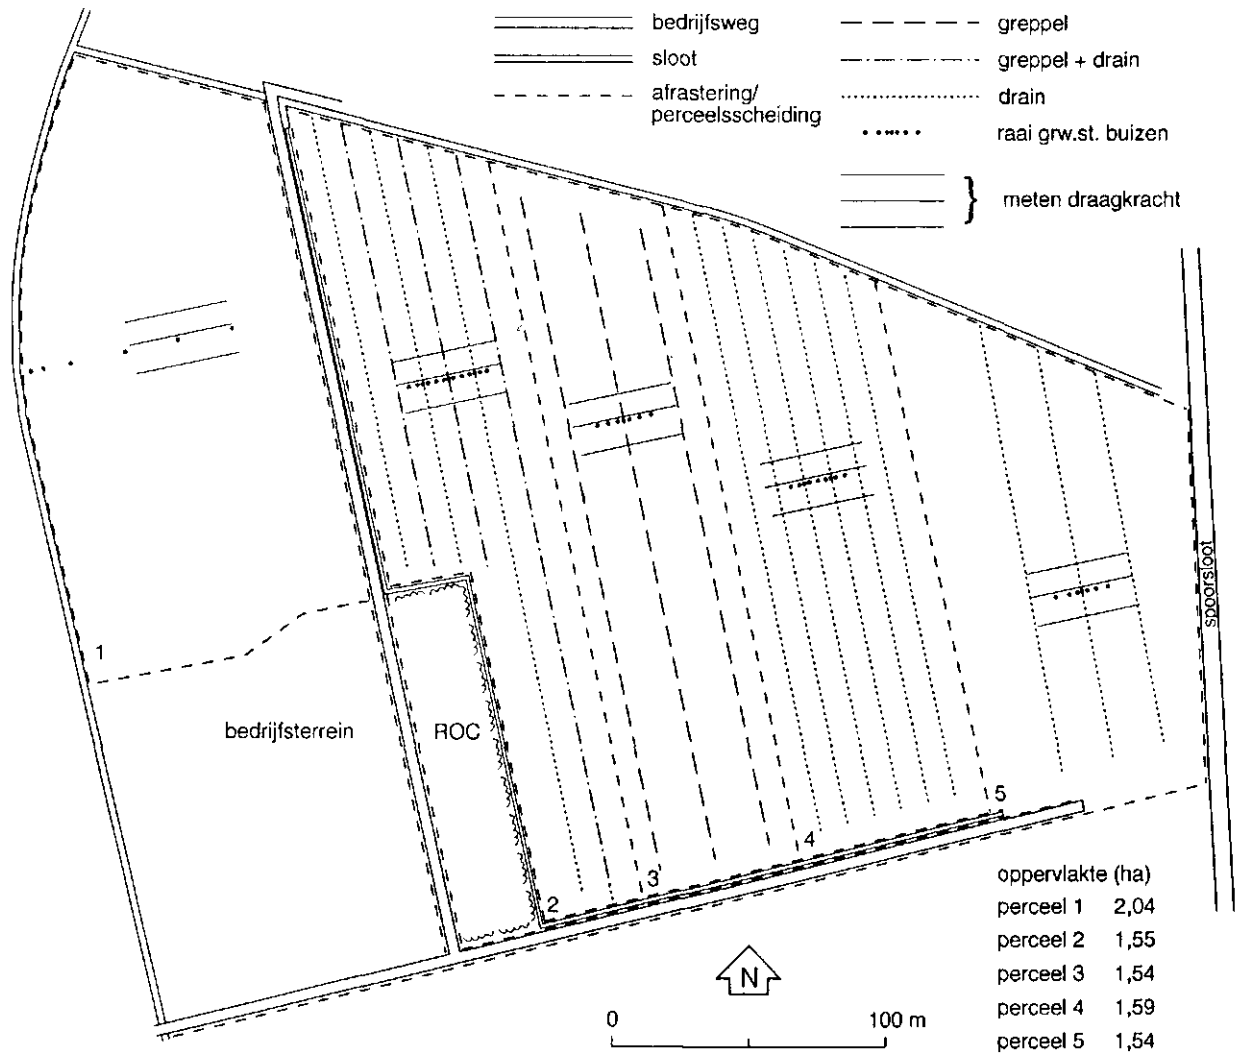 bedrijfsweg
sloot
afrastering/
perceelsscheiding
greppel
greppel + drain
drain
raai grw.st. buizen
meten draagkracht
spoorsloot
1
bedrijfsterrein
ROC
2
3
4
5
N
0
100 m
oppervlakte (ha)
perceel 1 2,04
perceel 2 1,55
perceel 3 1,54
perceel 4 1,59
perceel 5 1,54